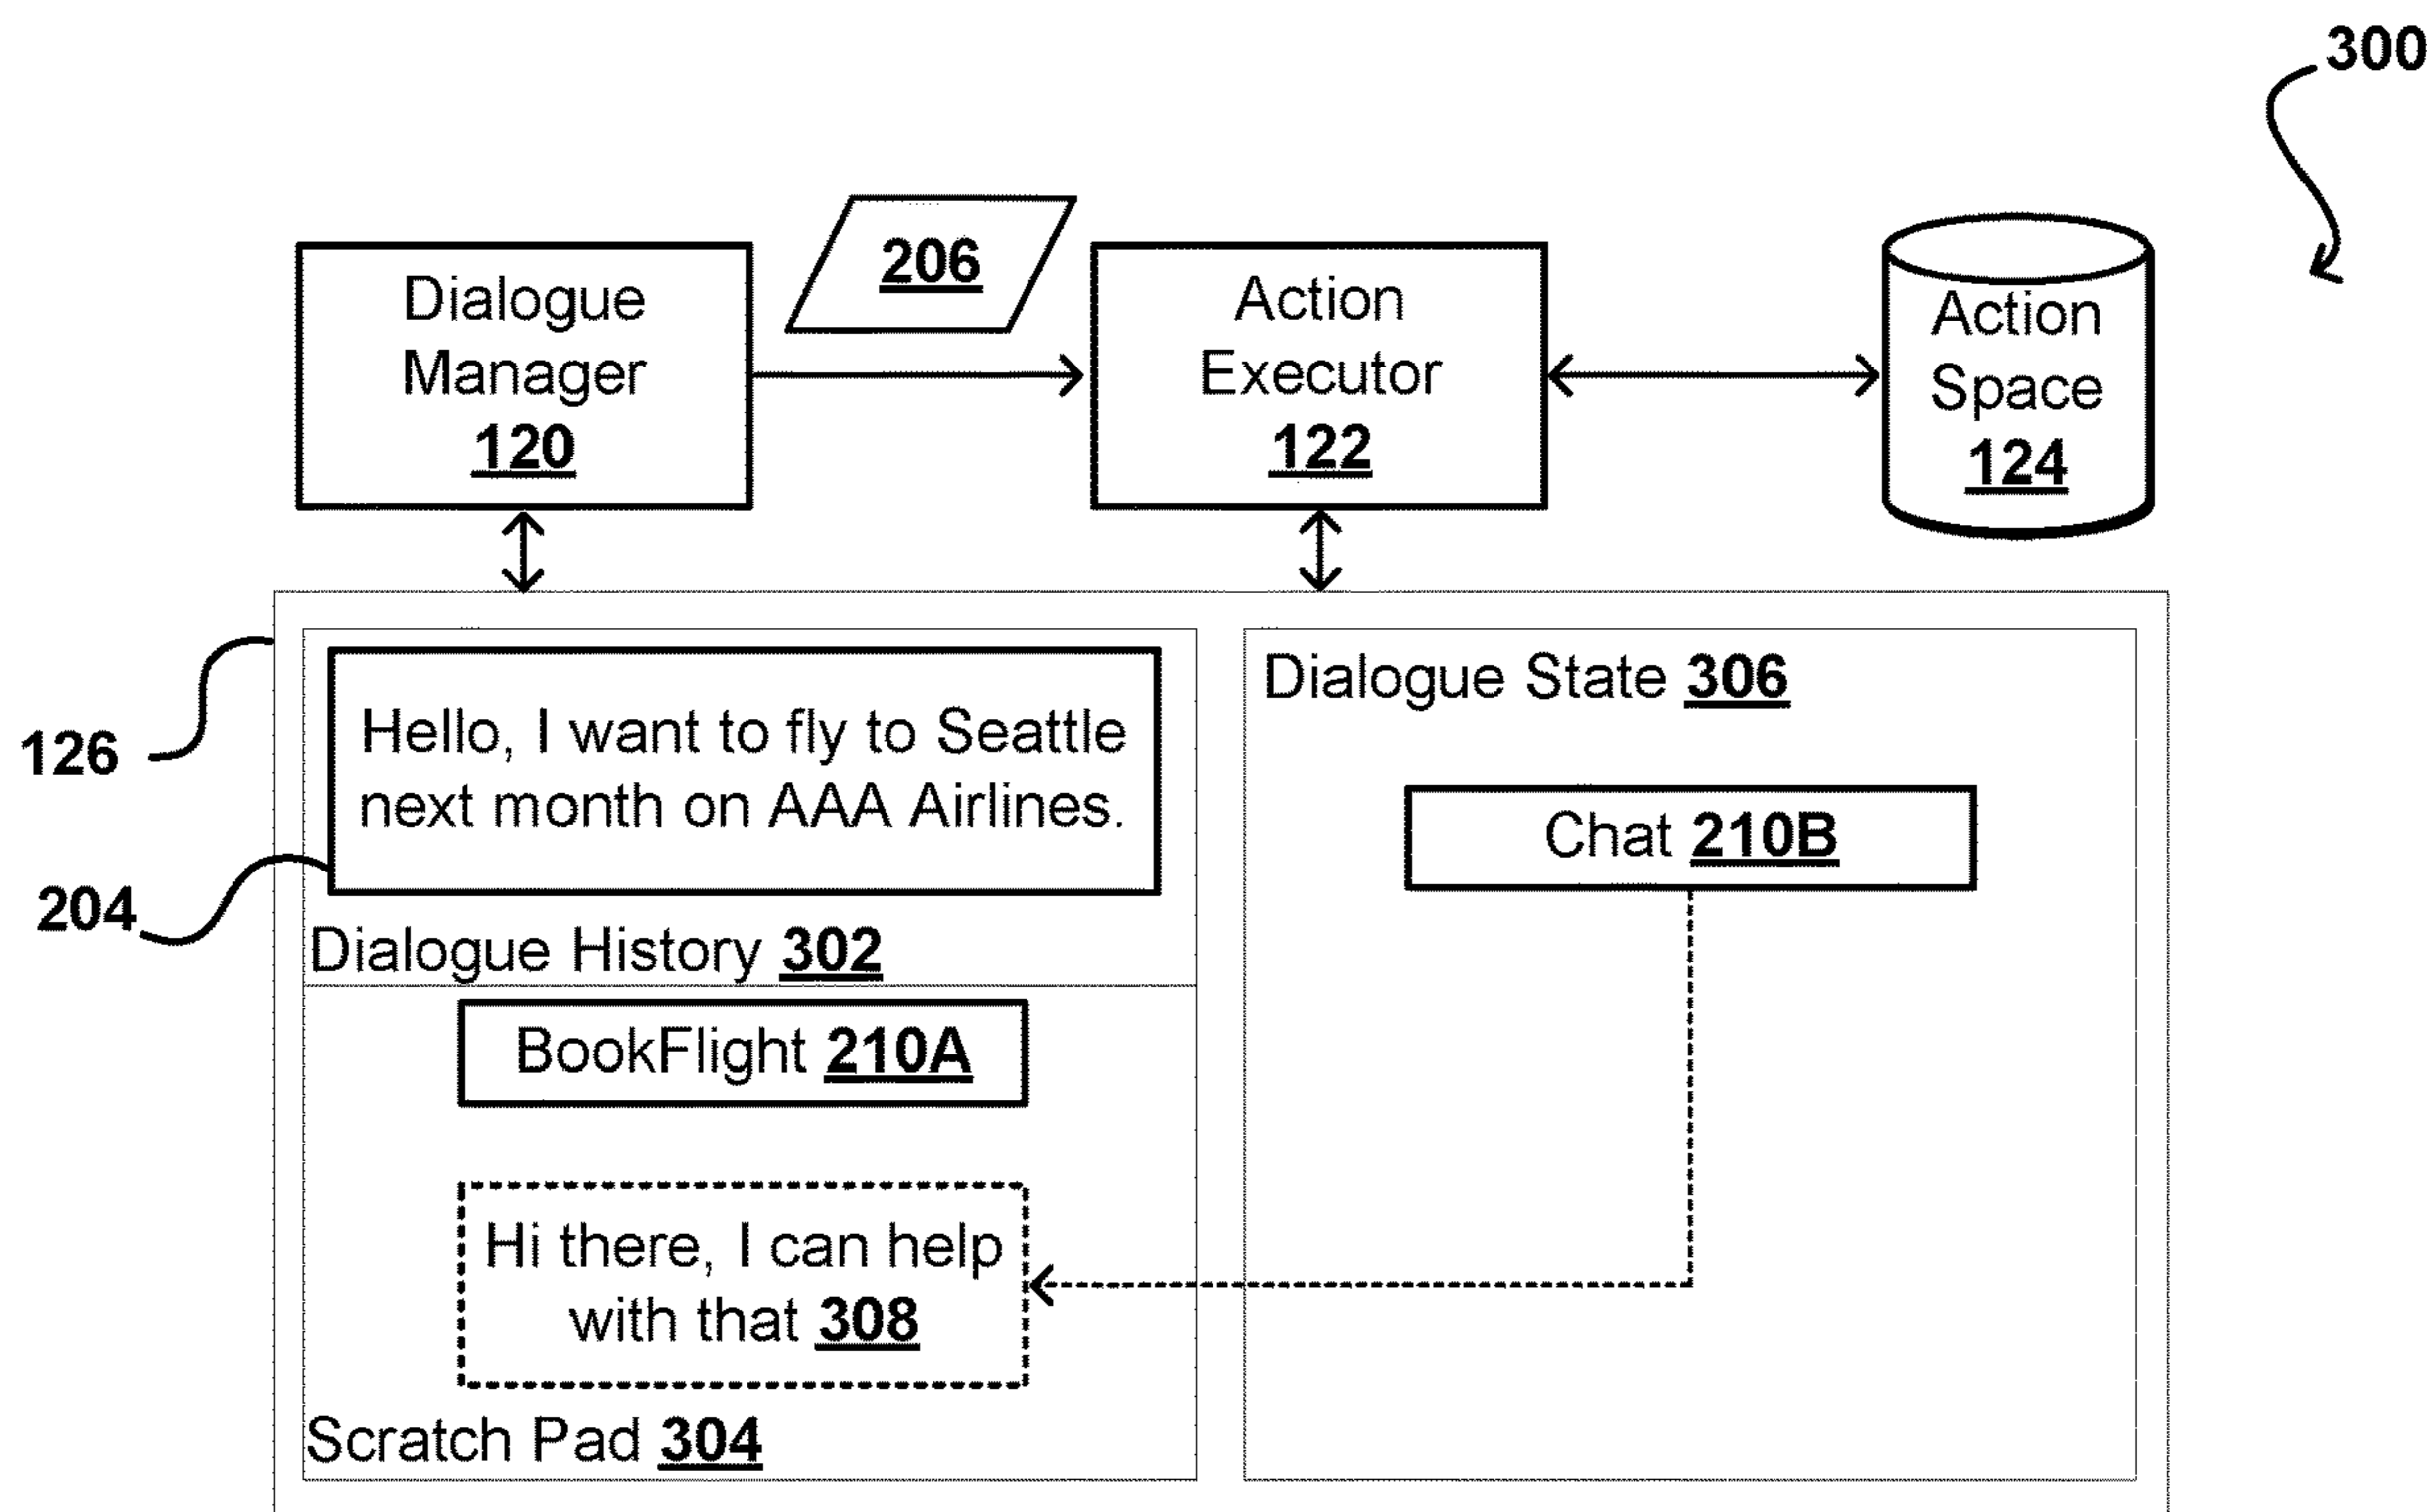 300
206
Dialogue
Manager
120
Action
Executor
122
Action
Space
124
126
204
Hello, I want to fly to Seattle
next month on AAA Airlines.
Dialogue History 302
BookFlight 210A
Hi there, I can help
with that 308
Scratch Pad 304
Dialogue State 306
Chat 210B